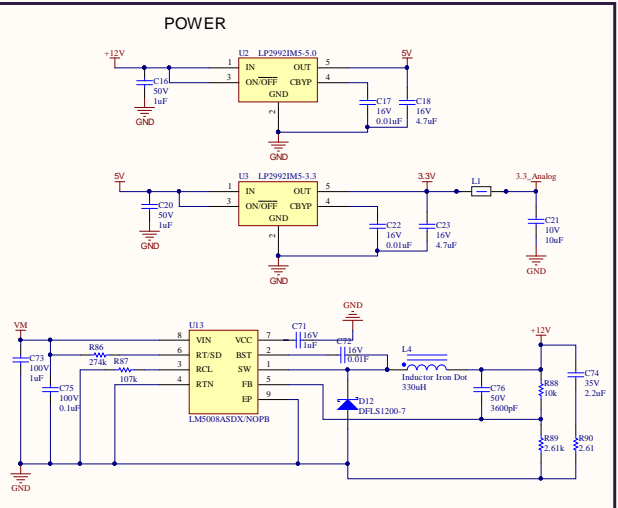 POWER
U2 LP2992IM5-5.0
+12V
5V
1 IN OUT 5
3 ON/OFF CBYP 4
GND
2
C16
50V
1uF
GND
C17
16V
0.01uF
C18
16V
4.7uF
GND
U3 LP2992IM5-3.3
5V
3.3V
L1
3.3_Analog
1 IN OUT 5
3 ON/OFF CBYP 4
GND
2
C20
50V
1uF
GND
C22
16V
0.01uF
C23
16V
4.7uF
C21
10V
10uF
GND
GND
GND
VM
U13
C71
16V
1uF
+12V
8 VIN VCC 7
6 RT/SD BST 2
3 RCL SW 1
4 RTN FB 5
EP 9
LM5008ASDX/NOPB
R86
274k
R87
107k
C73
100V
1uF
C75
100V
0.1uF
C72
16V
0.01F
L4
Inductor Iron Dot
330uH
D12
DFLS1200-7
C76
50V
3600pF
R88
10k
C74
35V
2.2uF
R89
2.61k
R90
2.61
GND